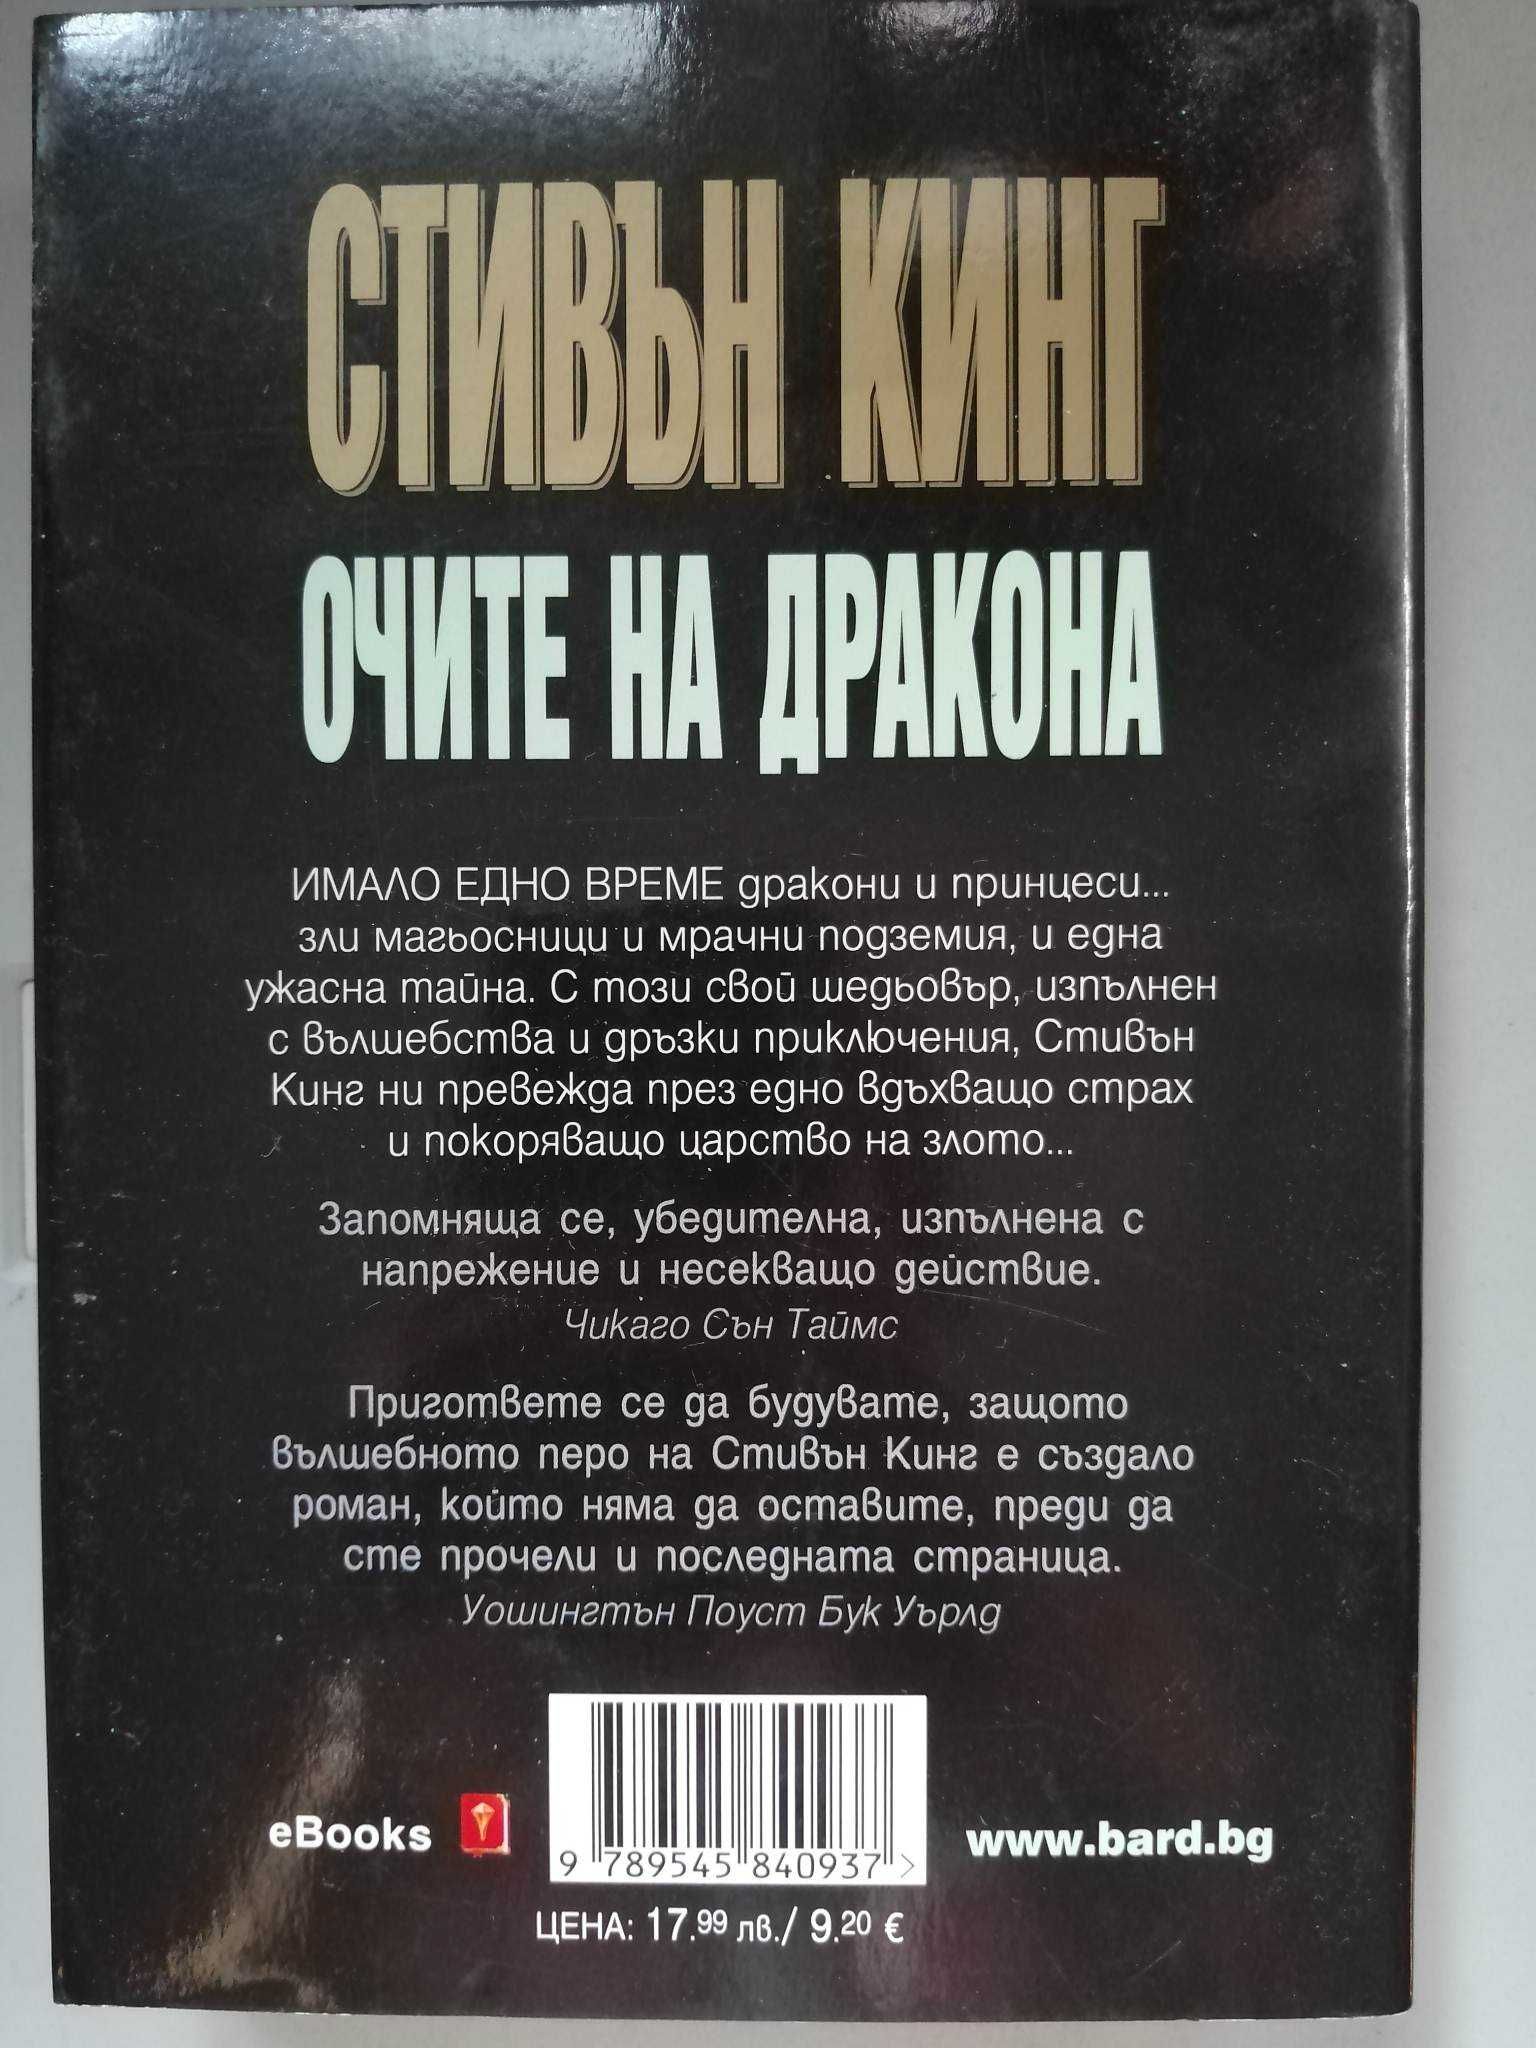 СТИВЪН КИНГ
ОЧИТЕ НА ДРАКОНА
ИМАЛО ЕДНО ВРЕМЕ дракони и принцеси...
зли магьосници и мрачни подземия, и една
ужасна тайна. С този свой шедьовър, изпълнен
с вълшебства и дръзки приключения, Стивън
Кинг ни превежда през едно вдъхващо страх
и покоряващо царство на злото...
Запомняща се, убедителна, изпълнена с
напрежение и несекващо действие.
Чикаго Сън Таймс
Пригответе се да будувате, защото
вълшебното перо на Стивън Кинг е създало
роман, който няма да оставите, преди да
сте прочели и последната страница.
Уошингтън Поуст Бук Уърлд
eBooks
9 789545 840937 >
www.bard.bg
ЦЕНА: 17.99 лв./ 9.20 €